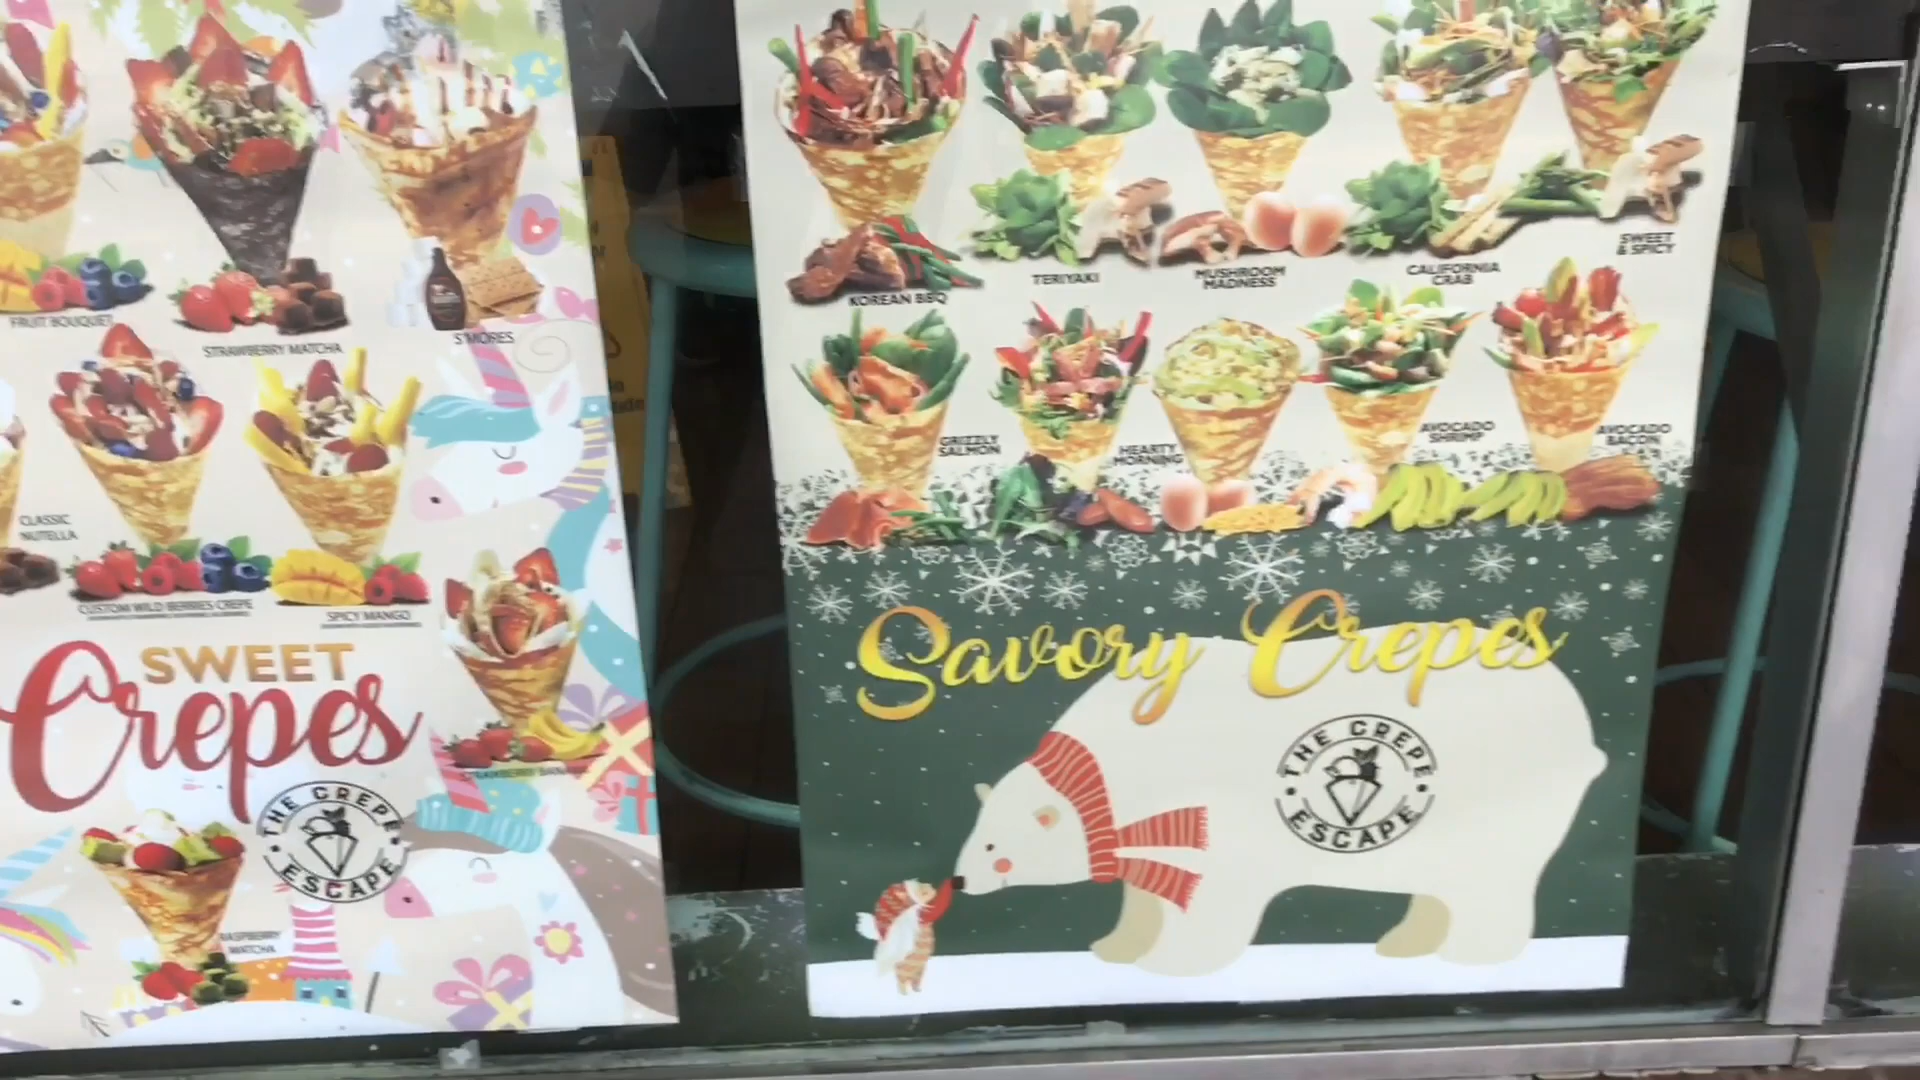 FRUIT BOUQUET
STRAWBERRY MATCHA
S'MORES
CLASSIC
NUTELLA
CUSTOM WILD BERRIES CREPE
SPICY MANGO
SWEET
Crepes
THE CREPE
ESCAPE
RASPBERRY
MATCHA
KOREAN BBQ
TERIYAKI
MUSHROOM
MADNESS
CALIFORNIA
CRAB
SWEET
& SPICY
GRIZZLY
SALMON
HEARTY
MORNING
AVOCADO
SHRIMP
AVOCADO
BACON
Savory Crepes
THE CREPE
ESCAPE